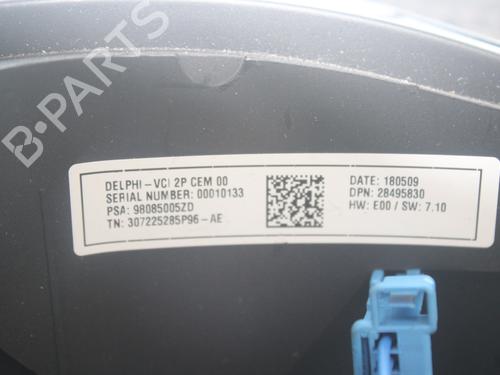 B-PARTS
DELPHI-VCI 2P CEM 00
SERIAL NUMBER: 00010133
PSA: 98085005ZD
TN: 307225285P96-AE
DATE: 180509
DPN: 28495830
HW: E00 / SW: 7.10